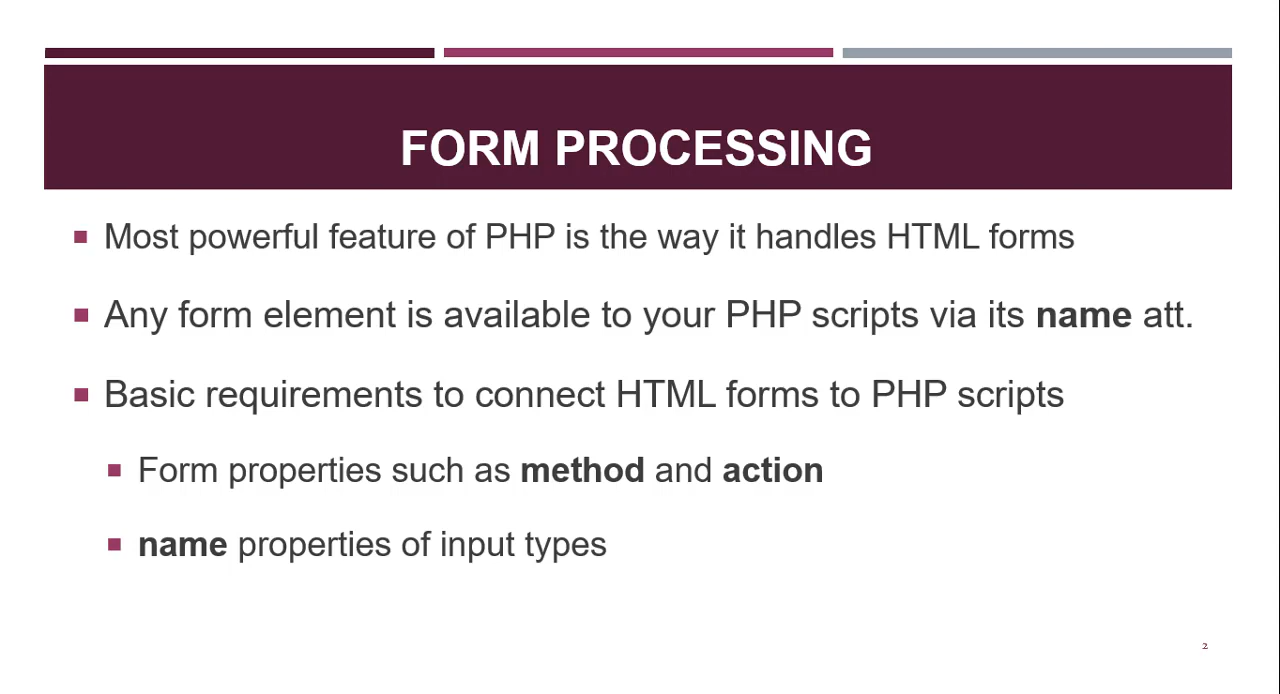 FORM PROCESSING
Most powerful feature of PHP is the way it handles HTML forms
Any form element is available to your PHP scripts via its name att.
Basic requirements to connect HTML forms to PHP scripts
Form properties such as method and action
name properties of input types
2